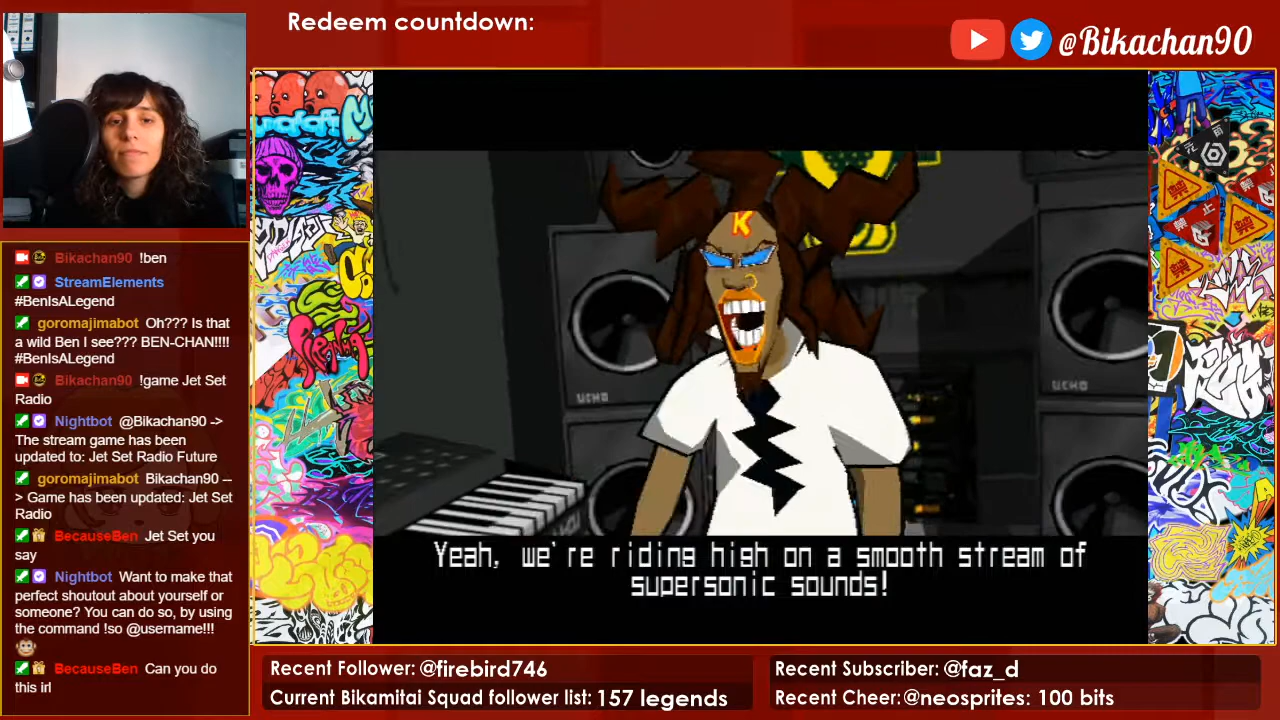 Redeem countdown:
@Bikachan90
Bikachan90 !ben
StreamElements
#BenIsALegend
goromajimabot Oh??? Is that
a wild Ben I see??? BEN-CHAN!!!!
#BenIsALegend
Bikachan90 !game Jet Set
Radio
Nightbot @Bikachan90 ->
The stream game has been
updated to: Jet Set Radio Future
goromajimabot Bikachan90 --
> Game has been updated: Jet Set
Radio
BecauseBen Jet Set you
say
Nightbot Want to make that
perfect shoutout about yourself or
someone? You can do so, by using
the command !so @username!!!
BecauseBen Can you do
this irl
K
Yeah, we're riding high on a smooth stream of
supersonic sounds!
Recent Follower: @firebird746
Current Bikamitai Squad follower list: 157 legends
Recent Subscriber: @faz_d
Recent Cheer:@neosprites: 100 bits